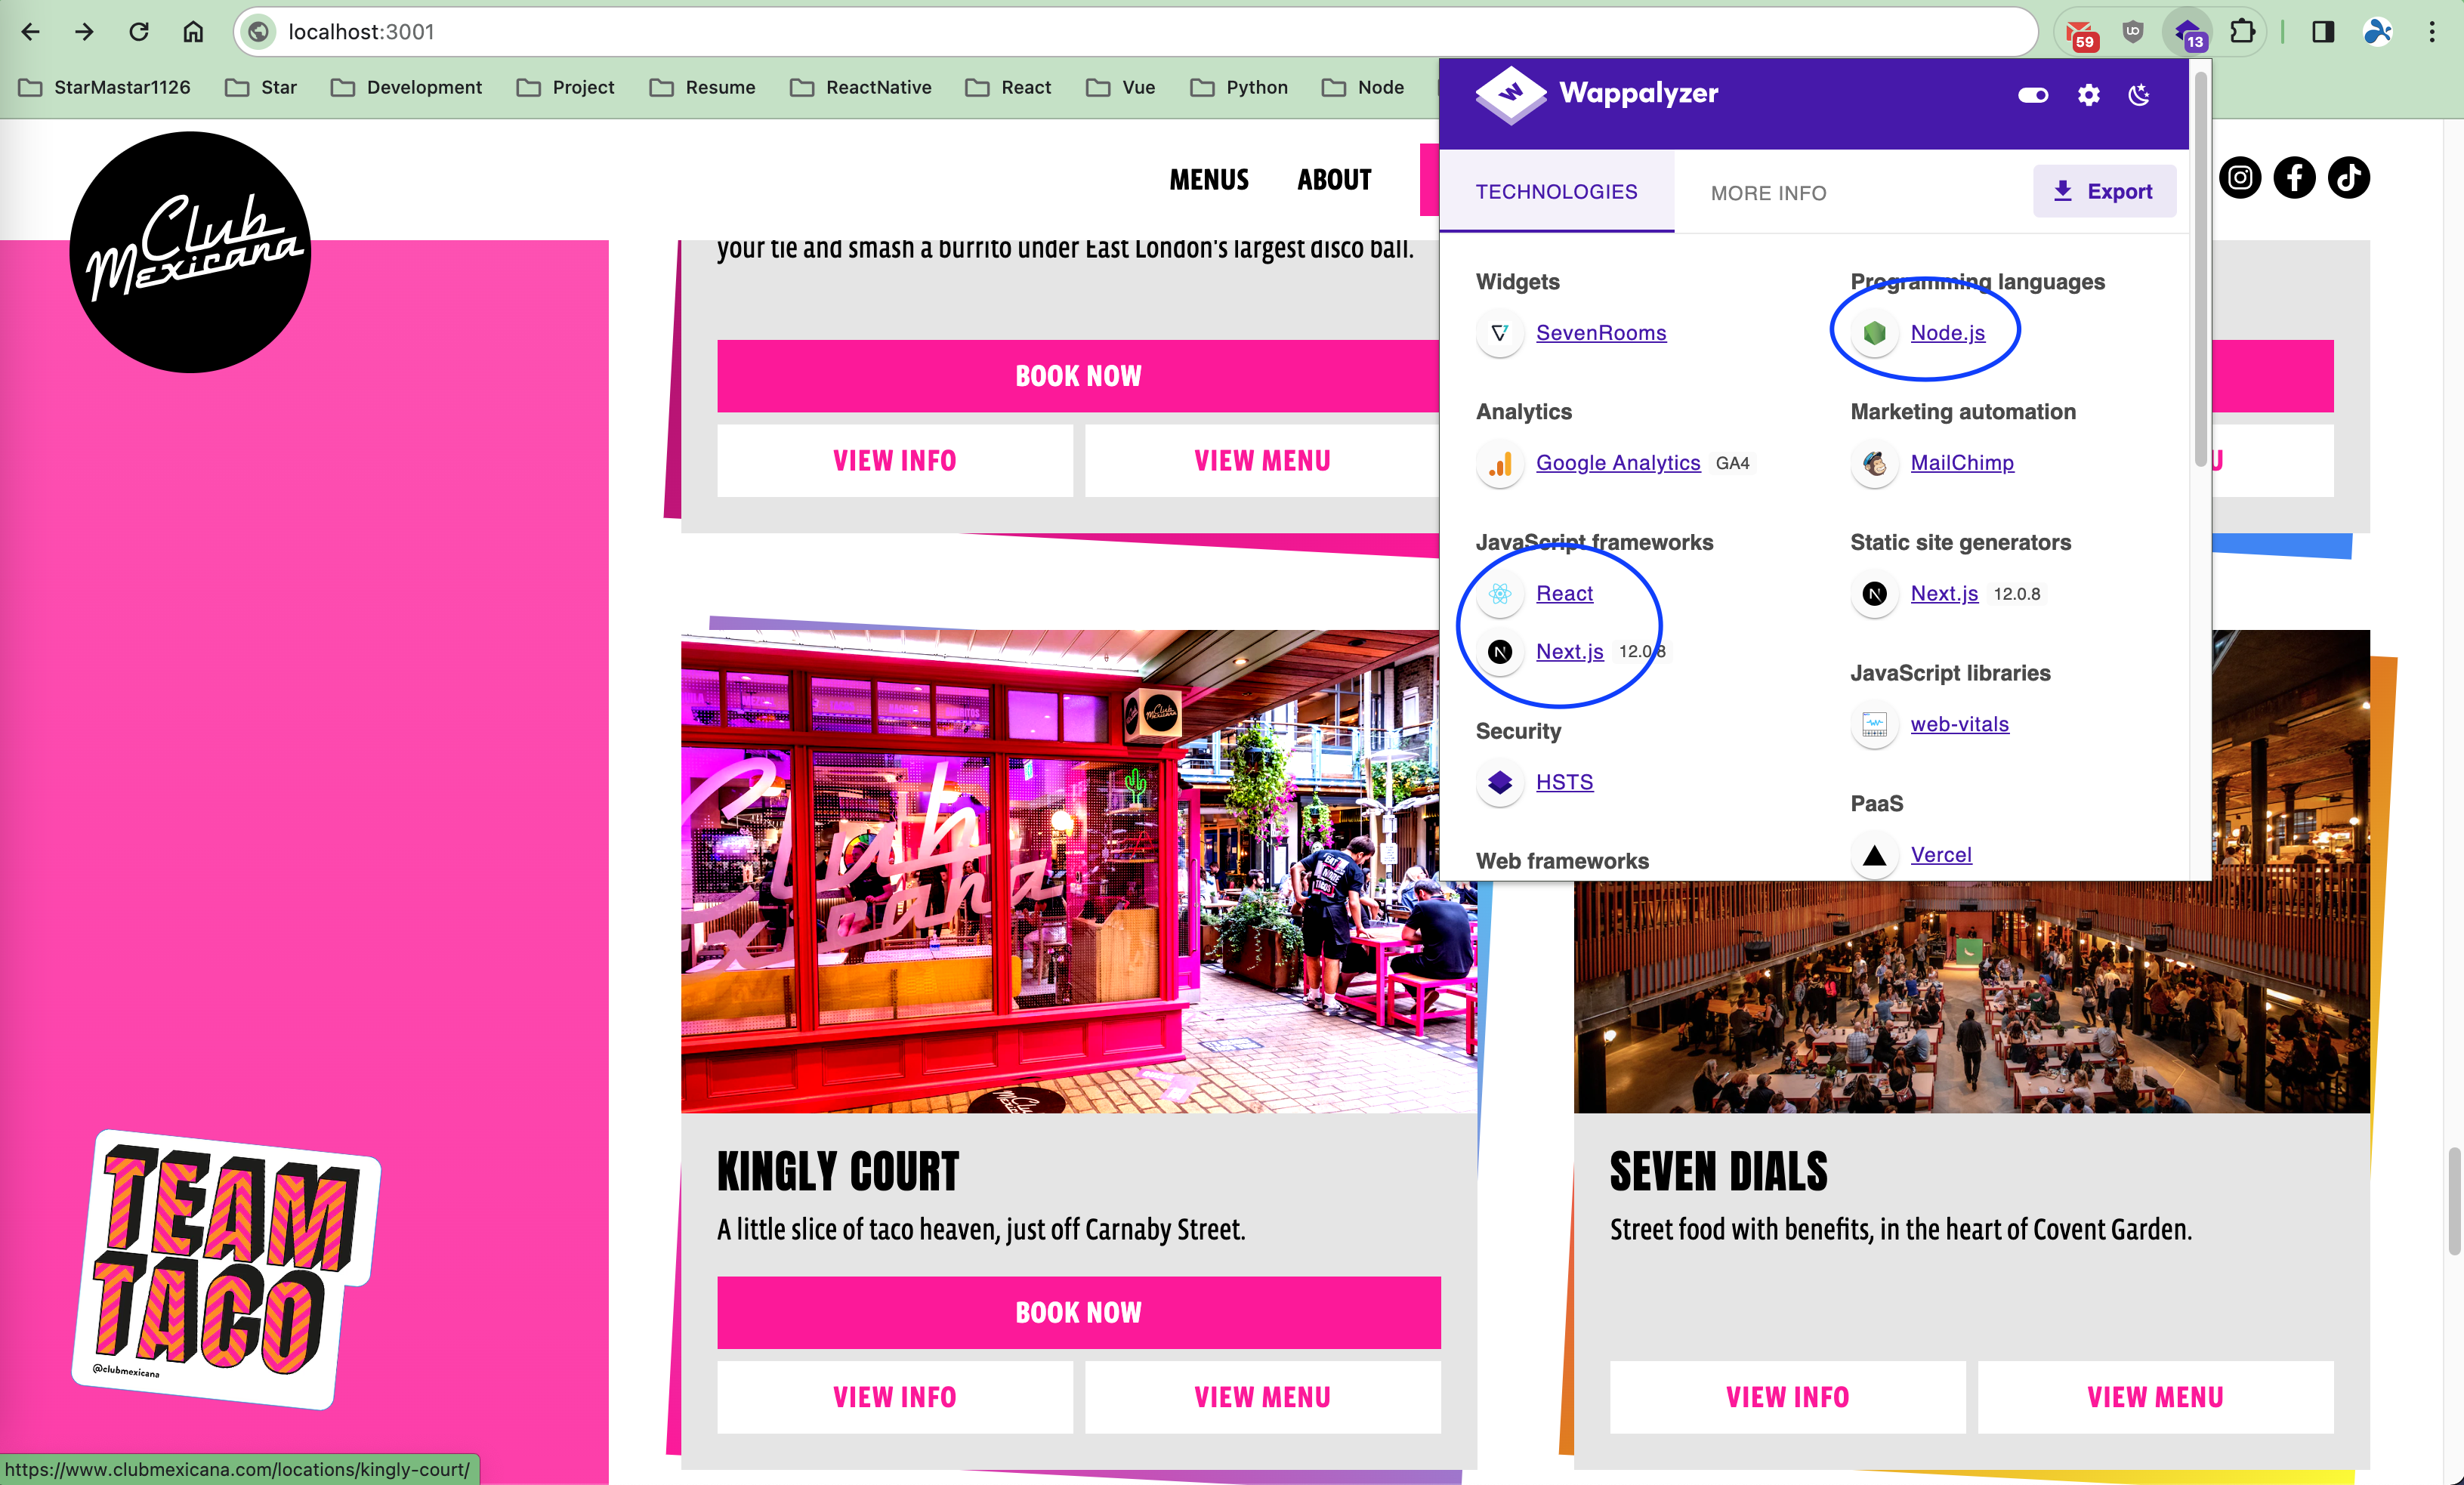 localhost:3001
59
13
StarMastar1126
Star
Development
Project
Resume
ReactNative
React
Vue
Python
Node
Club
Mexicana
MENUS
ABOUT
Wappalyzer
TECHNOLOGIES
MORE INFO
Export
Widgets
SevenRooms
Programming languages
Node.js
Analytics
Google Analytics GA4
Marketing automation
MailChimp
JavaScript frameworks
React
Next.js 12.0.8
Static site generators
Next.js 12.0.8
JavaScript libraries
web-vitals
Security
HSTS
PaaS
Vercel
Web frameworks
your tie and smash a burrito under East London's largest disco ball.
BOOK NOW
VIEW INFO
VIEW MENU
U
Club
Mexicana
KINGLY COURT
A little slice of taco heaven, just off Carnaby Street.
BOOK NOW
VIEW INFO
VIEW MENU
SEVEN DIALS
Street food with benefits, in the heart of Covent Garden.
VIEW INFO
VIEW MENU
TEAM
TACO
@clubmexicana
https://www.clubmexicana.com/locations/kingly-court/